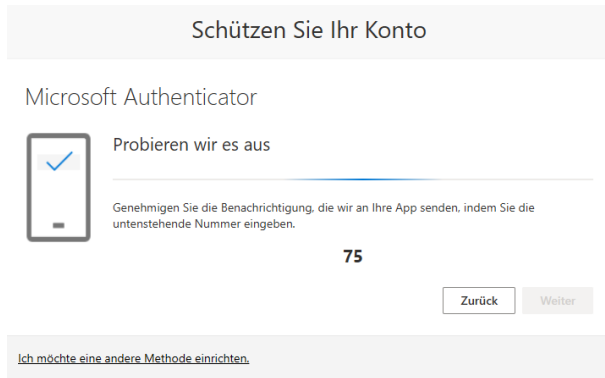 Schützen Sie Ihr Konto
Microsoft Authenticator
Probieren wir es aus
Genehmigen Sie die Benachrichtigung, die wir an Ihre App senden, indem Sie die
untenstehende Nummer eingeben.
75
Zurück
Weiter
Ich möchte eine andere Methode einrichten.